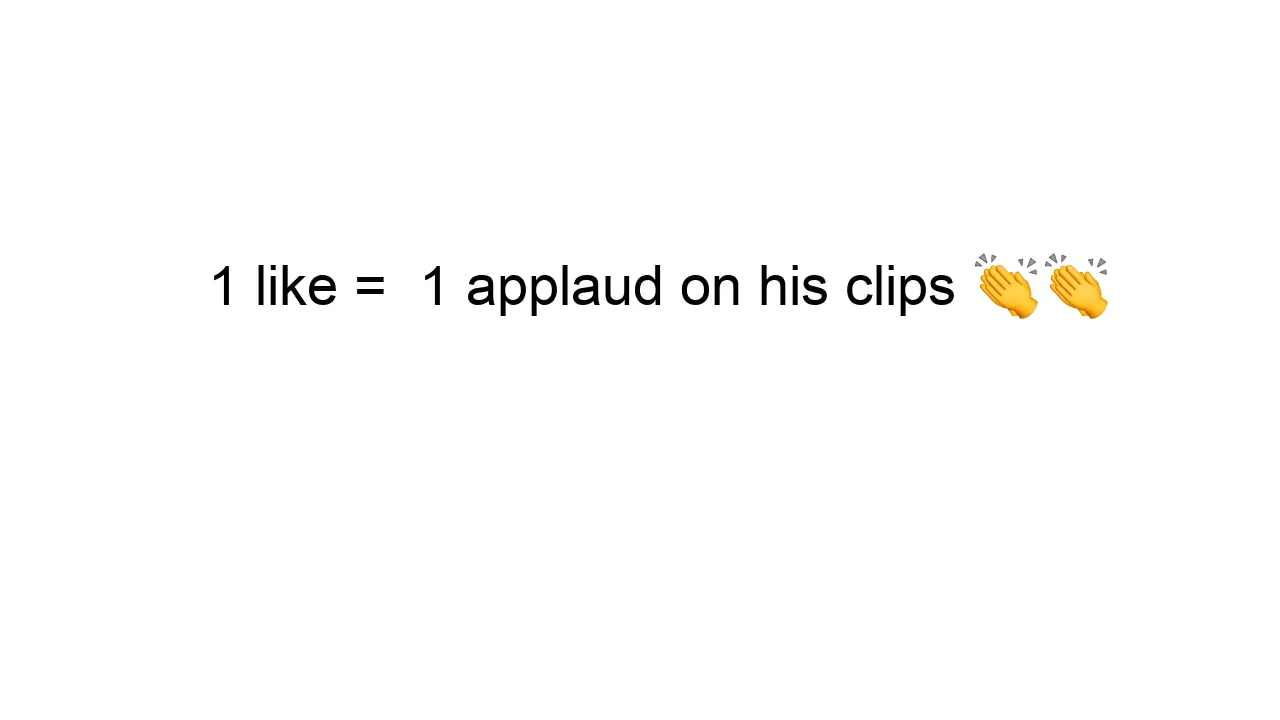 1 like =  1 applaud on his clips 👏👏